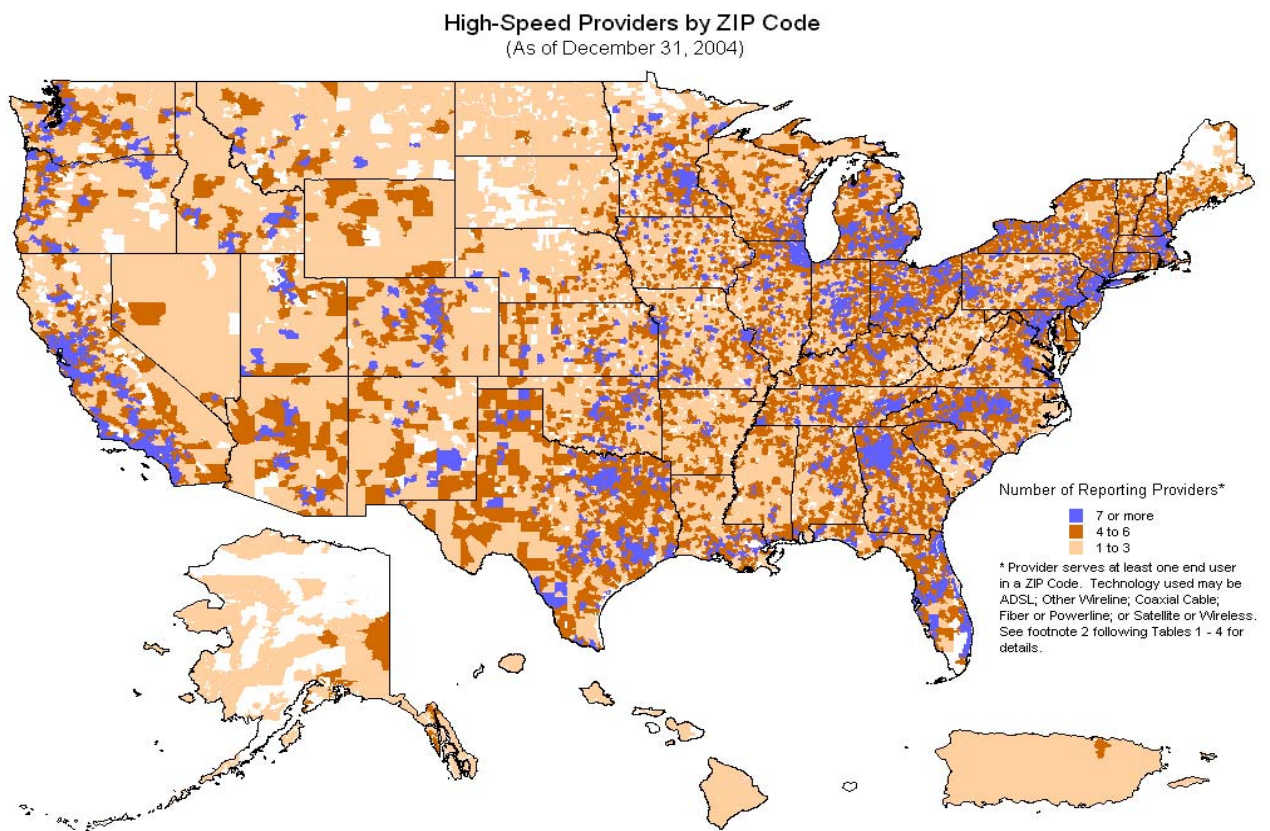 High-Speed Providers by ZIP Code
(As of December 31, 2004)
Number of Reporting Providers*
7 or more
4 to 6
1 to 3
* Provider serves at least one end user
in a ZIP Code. Technology used may be
ADSL; Other Wireline; Coaxial Cable;
Fiber or Powerline; or Satellite or Wireless.
See footnote 2 following Tables 1 - 4 for
details.